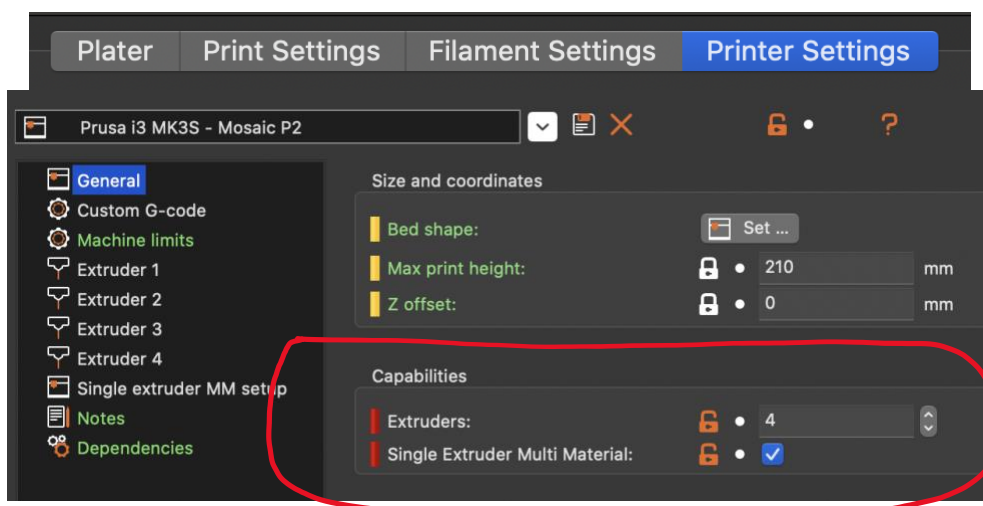 Plater Print Settings Filament Settings Printer Settings
Prusa i3 MK3S - Mosaic P2 ?
General
Custom G-code
Machine limits
Extruder 1
Extruder 2
Extruder 3
Extruder 4
Single extruder MM setup
Notes
Dependencies
Size and coordinates
Bed shape: Set ...
Max print height: 210 mm
Z offset: 0 mm
Capabilities
Extruders: 4
Single Extruder Multi Material: